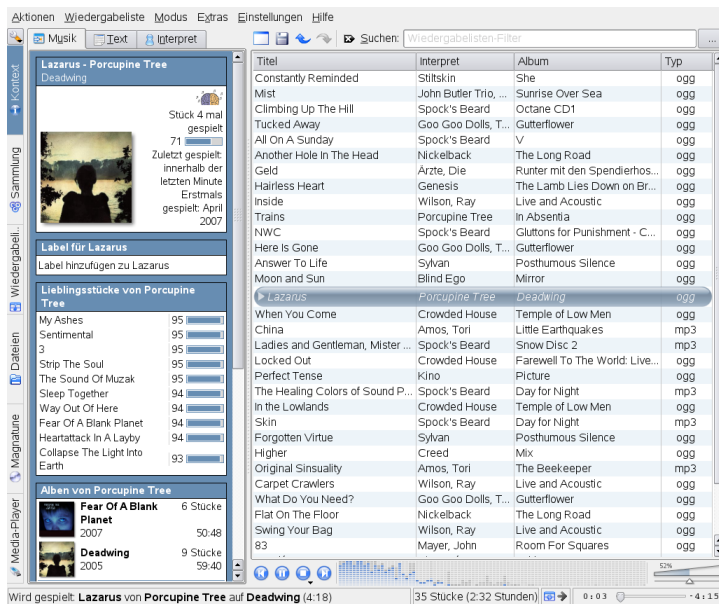 Aktionen Wiedergabeliste Modus Extras Einstellungen Hilfe
Musik Text Interpret
Suchen: Wiedergabelisten-Filter ...
Kontext
Sammlung
Wiedergabeli...
Dateien
Magnatune
Media-Player
Lazarus - Porcupine Tree
Deadwing
Stück 4 mal
gespielt
71
Zuletzt gespielt:
innerhalb der
letzten Minute
Erstmals
gespielt: April
2007
Label für Lazarus
Label hinzufügen zu Lazarus
Lieblingsstücke von Porcupine
Tree
My Ashes 95
Sentimental 95
3 95
Strip The Soul 95
The Sound Of Muzak 95
Sleep Together 94
Way Out Of Here 94
Fear Of A Blank Planet 94
Heartattack In A Layby 94
Collapse The Light Into
Earth 93
Alben von Porcupine Tree
Fear Of A Blank 6 Stücke
Planet
2007 50:48
Deadwing 9 Stücke
2005 59:40
Titel Interpret Album Typ
Constantly Reminded Stiltskin She ogg
Mist John Butler Trio, ... Sunrise Over Sea ogg
Climbing Up The Hill Spock's Beard Octane CD1 ogg
Tucked Away Goo Goo Dolls, T... Gutterflower ogg
All On A Sunday Spock's Beard V ogg
Another Hole In The Head Nickelback The Long Road ogg
Geld Ärzte, Die Runter mit den Spendierhos... ogg
Hairless Heart Genesis The Lamb Lies Down on Br... ogg
Inside Wilson, Ray Live and Acoustic ogg
Trains Porcupine Tree In Absentia ogg
NWC Spock's Beard Gluttons for Punishment - C... ogg
Here Is Gone Goo Goo Dolls, T... Gutterflower ogg
Answer To Life Sylvan Posthumous Silence ogg
Moon and Sun Blind Ego Mirror ogg
Lazarus Porcupine Tree Deadwing ogg
When You Come Crowded House Temple of Low Men ogg
China Amos, Tori Little Earthquakes mp3
Ladies and Gentleman, Mister ... Spock's Beard Snow Disc 2 mp3
Locked Out Crowded House Farewell To The World: Live... ogg
Perfect Tense Kino Picture ogg
The Healing Colors of Sound P... Spock's Beard Day for Night mp3
In the Lowlands Crowded House Temple of Low Men ogg
Skin Spock's Beard Day for Night mp3
Forgotten Virtue Sylvan Posthumous Silence ogg
Higher Creed Mix ogg
Original Sinsuality Amos, Tori The Beekeeper mp3
Carpet Crawlers Wilson, Ray Live and Acoustic ogg
What Do You Need? Goo Goo Dolls, T... Gutterflower ogg
Flat On The Floor Nickelback The Long Road ogg
Swing Your Bag Wilson, Ray Live and Acoustic ogg
83 Mayer, John Room For Squares ogg
52%
Wird gespielt: Lazarus von Porcupine Tree auf Deadwing (4:18) 35 Stücke (2:32 Stunden) 0:03 -4:15